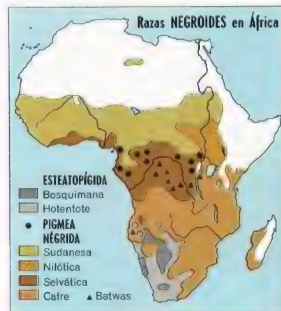 Razas NEGROIDES en África
ESTEATOPÍGIDA
Bosquimana
Hotentote
PIGMEA
NÉGRIDA
Sudanesa
Nilótica
Selvática
Cafre
Batwas